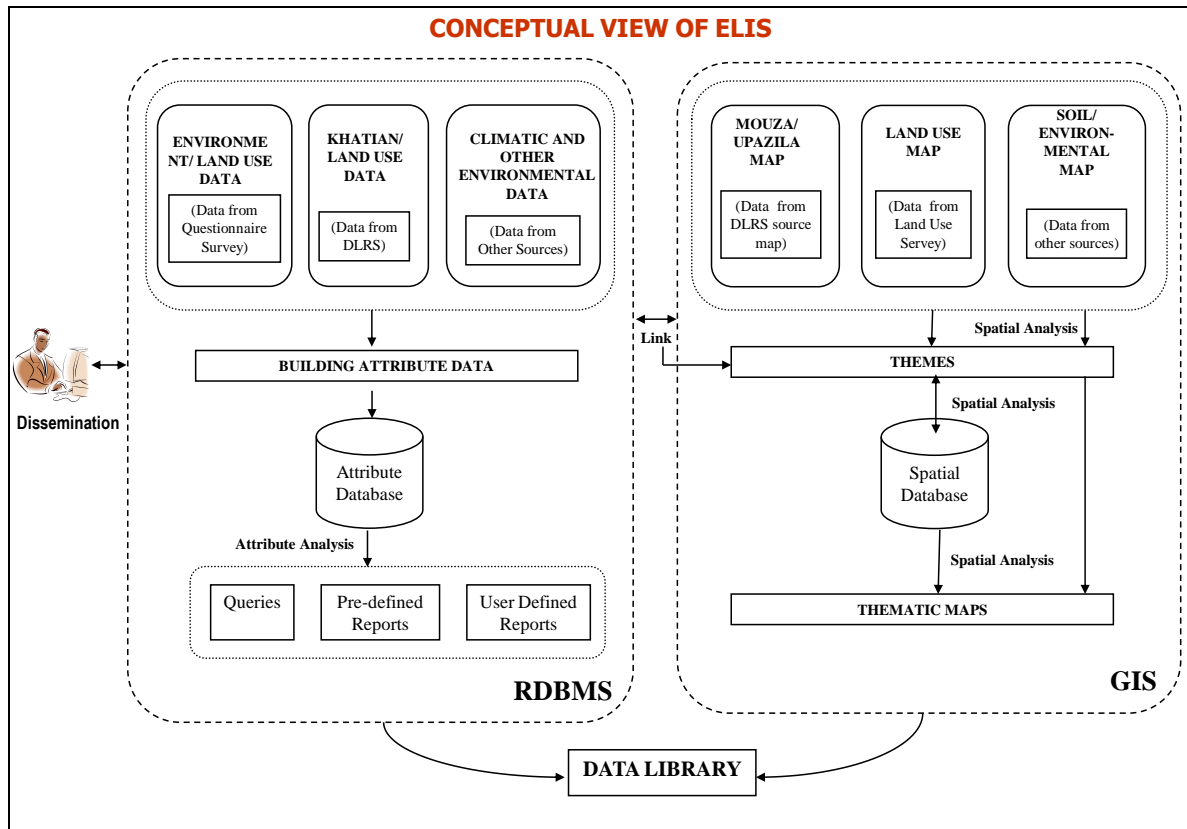 CONCEPTUAL VIEW OF ELIS
ENVIRONME
NT/ LAND USE
DATA
(Data from
Questionnaire
Survey)
KHATIAN/
LAND USE
DATA
(Data from
DLRS)
CLIMATIC AND
OTHER
ENVIRONMENTAL
DATA
(Data from
Other Sources)
MOUZA/
UPAZILA
MAP
(Data from
DLRS source
map)
LAND USE
MAP
(Data from
Land Use
Servey)
SOIL/
ENVIRON-
MENTAL
MAP
(Data from
other sources)
Link
Spatial Analysis
BUILDING ATTRIBUTE DATA
THEMES
Dissemination
Spatial Analysis
Attribute
Database
Spatial
Database
Attribute Analysis
Spatial Analysis
Queries
Pre-defined
Reports
User Defined
Reports
THEMATIC MAPS
RDBMS
GIS
DATA LIBRARY